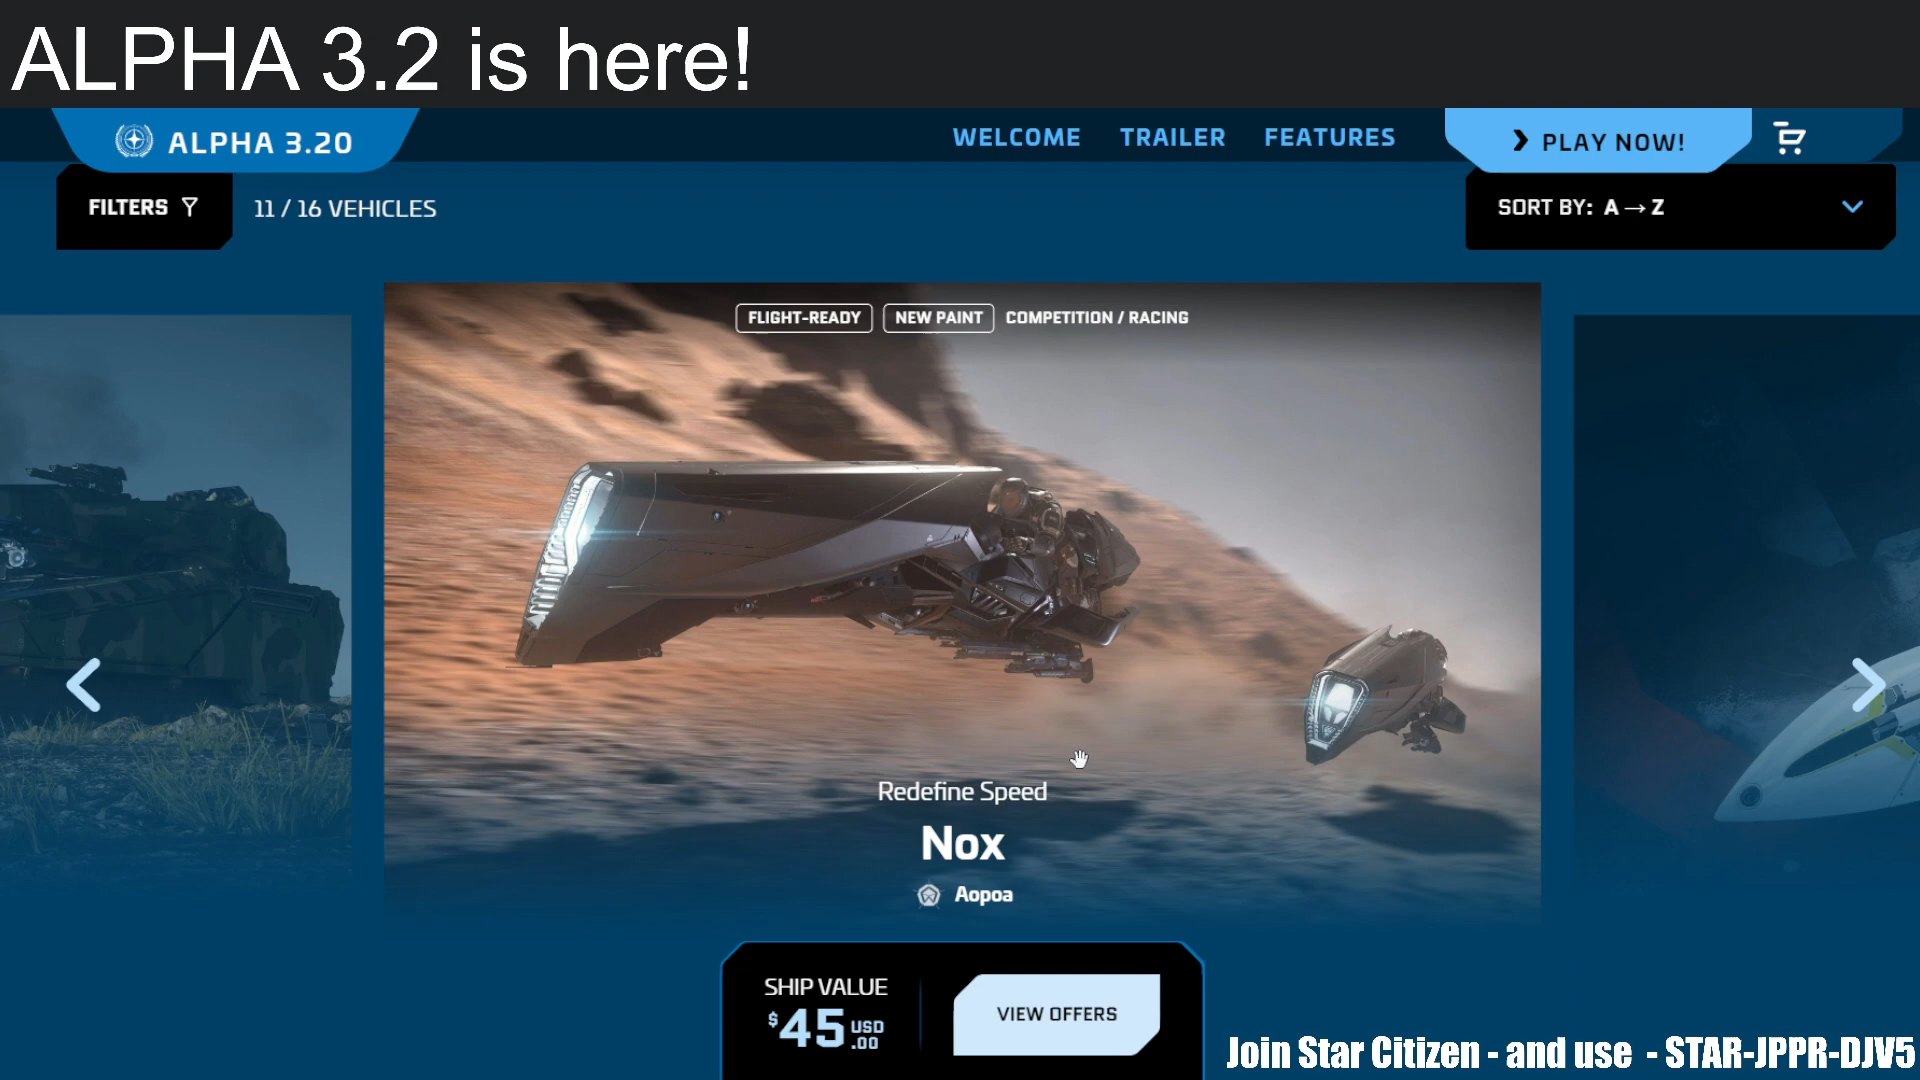 ALPHA 3.2 is here!
ALPHA 3.20
WELCOME TRAILER FEATURES
PLAY NOW!
FILTERS
11 / 16 VEHICLES
SORT BY: A → Z
FLIGHT-READY NEW PAINT COMPETITION / RACING
Redefine Speed
Nox
Aopoa
SHIP VALUE
$45 USD .00
VIEW OFFERS
Join Star Citizen - and use - STAR-JPPR-DJV5